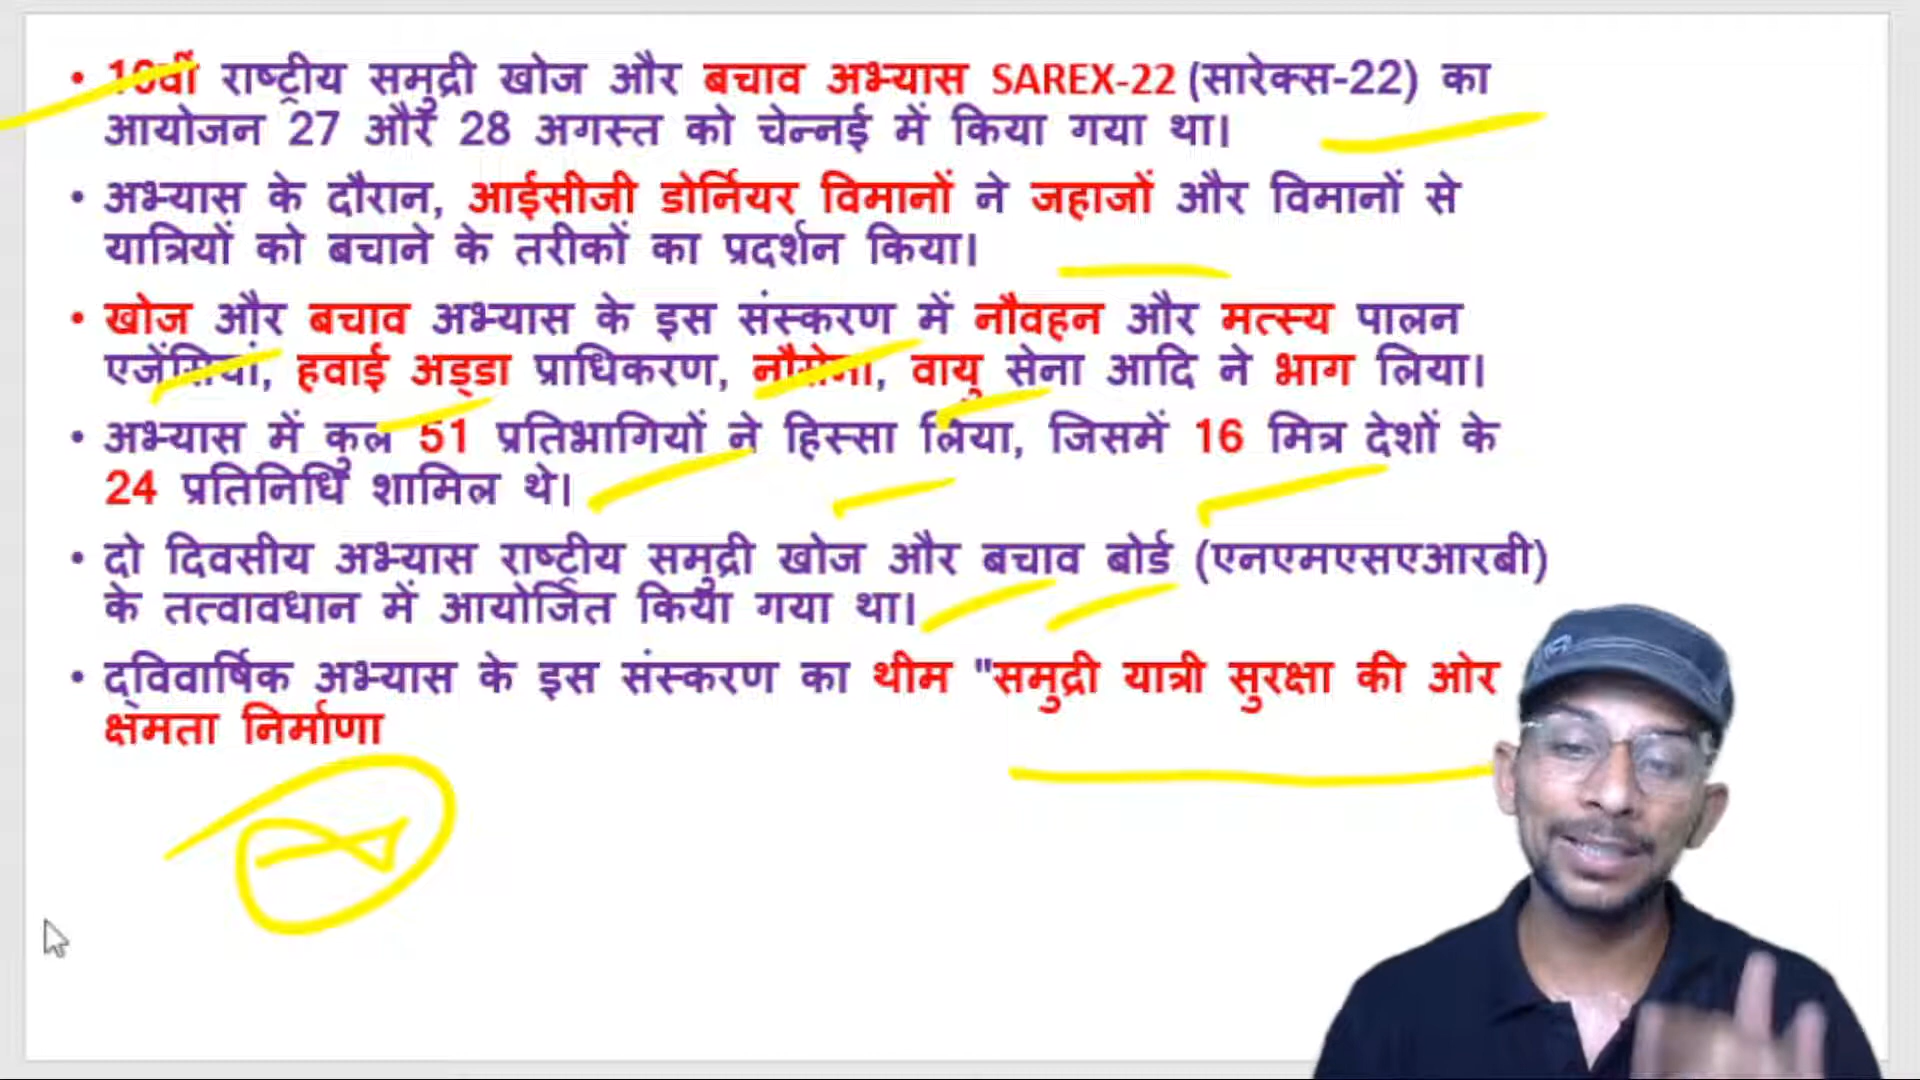 • 10वीं राष्ट्रीय समुद्री खोज और बचाव अभ्यास SAREX-22 (सारेक्स-22) का
आयोजन 27 और 28 अगस्त को चेन्नई में किया गया था।
• अभ्यास के दौरान, आईसीजी डोर्नियर विमानों ने जहाजों और विमानों से
यात्रियों को बचाने के तरीकों का प्रदर्शन किया।
• खोज और बचाव अभ्यास के इस संस्करण में नौवहन और मत्स्य पालन
एजेंसियां, हवाई अड्डा प्राधिकरण, नौसेना, वायु सेना आदि ने भाग लिया।
• अभ्यास में कुल 51 प्रतिभागियों ने हिस्सा लिया, जिसमें 16 मित्र देशों के
24 प्रतिनिधि शामिल थे।
• दो दिवसीय अभ्यास राष्ट्रीय समुद्री खोज और बचाव बोर्ड (एनएमएसएआरबी)
के तत्वावधान में आयोजित किया गया था।
• द्विवार्षिक अभ्यास के इस संस्करण का थीम "समुद्री यात्री सुरक्षा की ओर
क्षमता निर्माणा